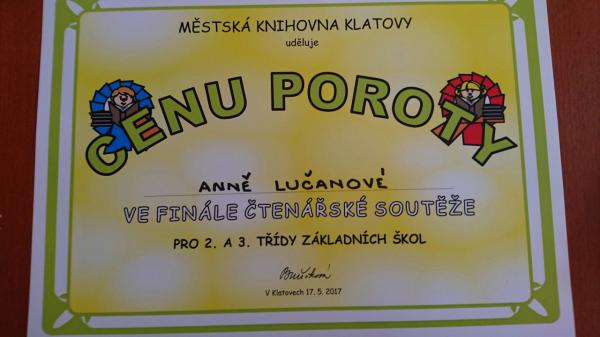 MĚSTSKÁ KNIHOVNA KLATOVY
uděluje
CENU POROTY
ANNĚ LUČANOVÉ
VE FINÁLE ČTENÁŘSKÉ SOUTĚŽE
PRO 2. A 3. TŘÍDY ZÁKLADNÍCH ŠKOL
V Klatovech 17. 5. 2017